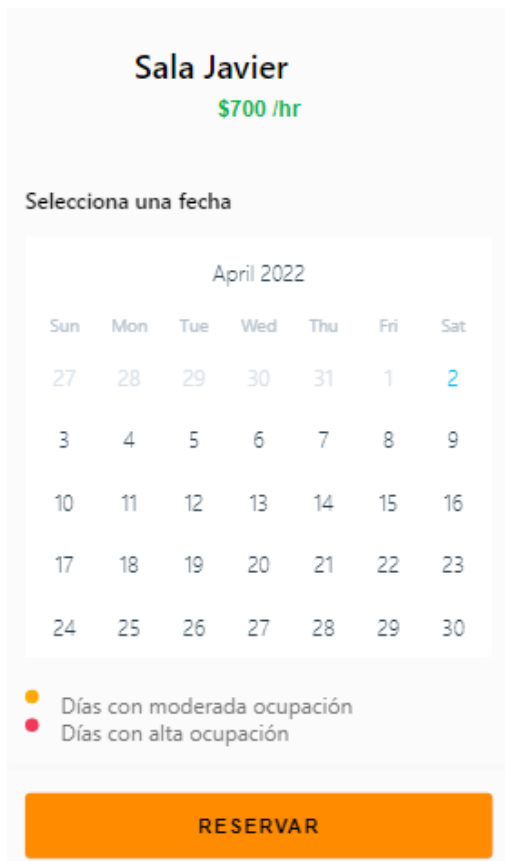 Sala Javier
$700 /hr
Selecciona una fecha
April 2022
Sun Mon Tue Wed Thu Fri Sat
27 28 29 30 31 1 2
3 4 5 6 7 8 9
10 11 12 13 14 15 16
17 18 19 20 21 22 23
24 25 26 27 28 29 30
Días con moderada ocupación
Días con alta ocupación
RESERVAR